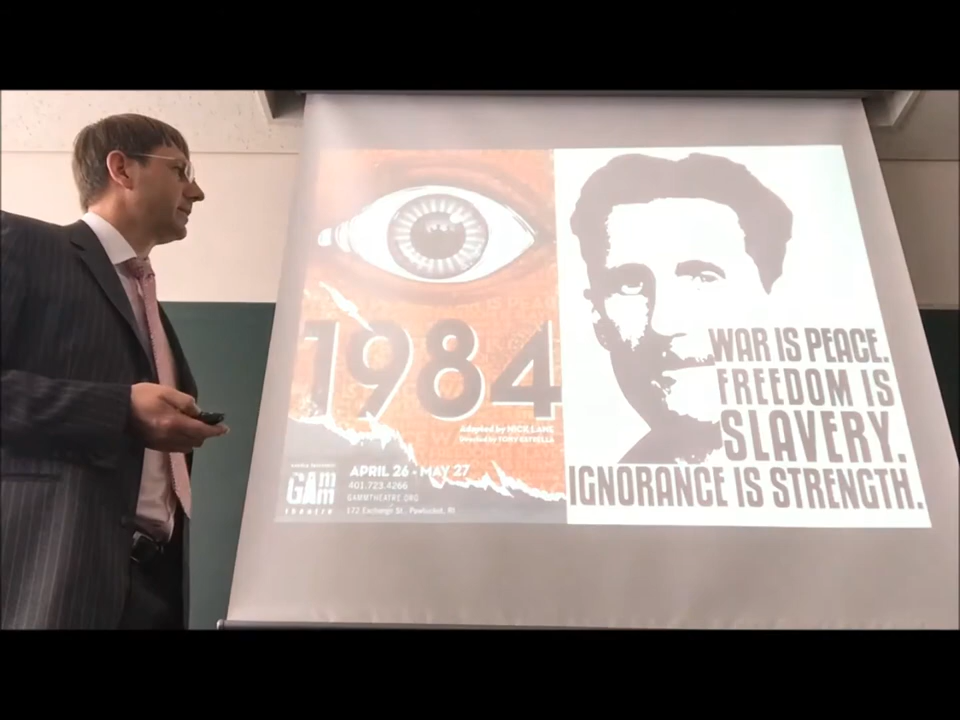 1984
Adapted by NICK LANE
Directed by TONY ESTRELLA
GAmm
theatre
APRIL 26 - MAY 27
401.723.4266
GAMMTHEATRE.ORG
172 Exchange St., Pawtucket, RI
WAR IS PEACE.
FREEDOM IS
SLAVERY.
IGNORANCE IS STRENGTH.